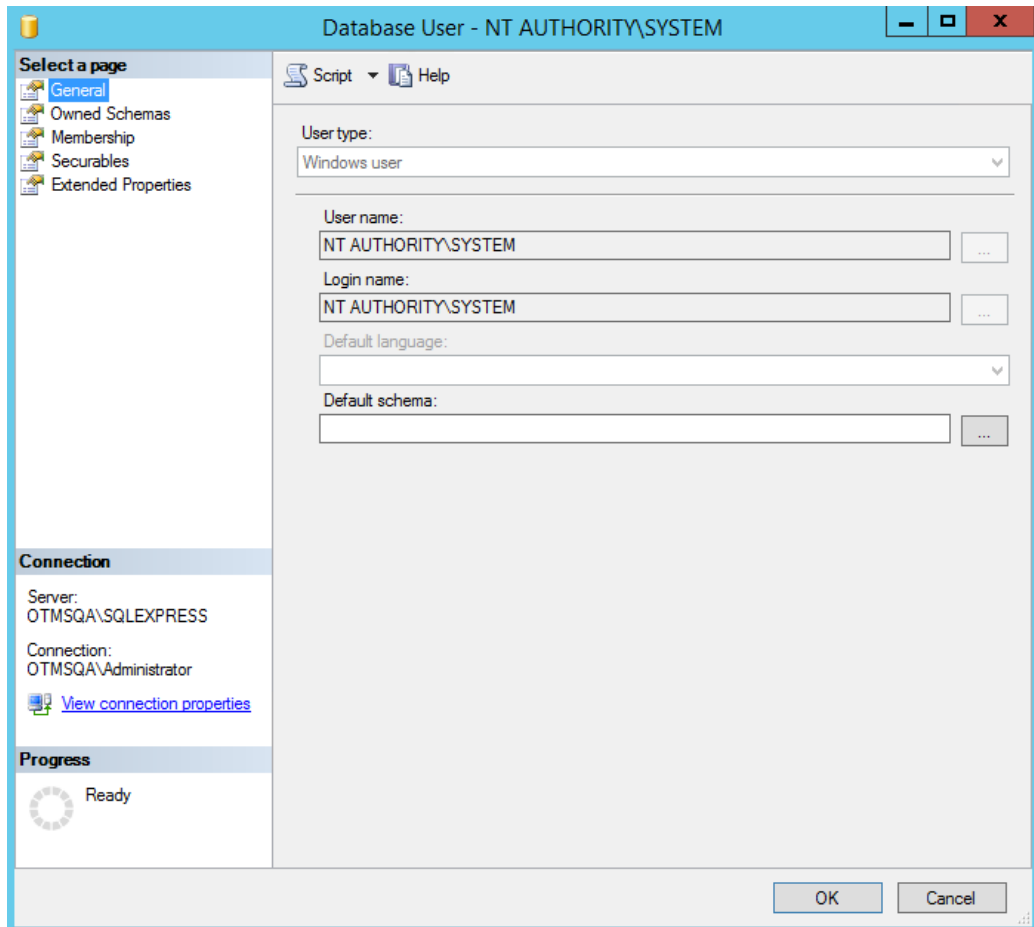 Database User - NT AUTHORITY\SYSTEM
Select a page
General
Owned Schemas
Membership
Securables
Extended Properties
Script Help
User type:
Windows user
User name:
NT AUTHORITY\SYSTEM
...
Login name:
NT AUTHORITY\SYSTEM
...
Default language:
Default schema:
...
Connection
Server:
OTMSQA\SQLEXPRESS
Connection:
OTMSQA\Administrator
View connection properties
Progress
Ready
OK Cancel